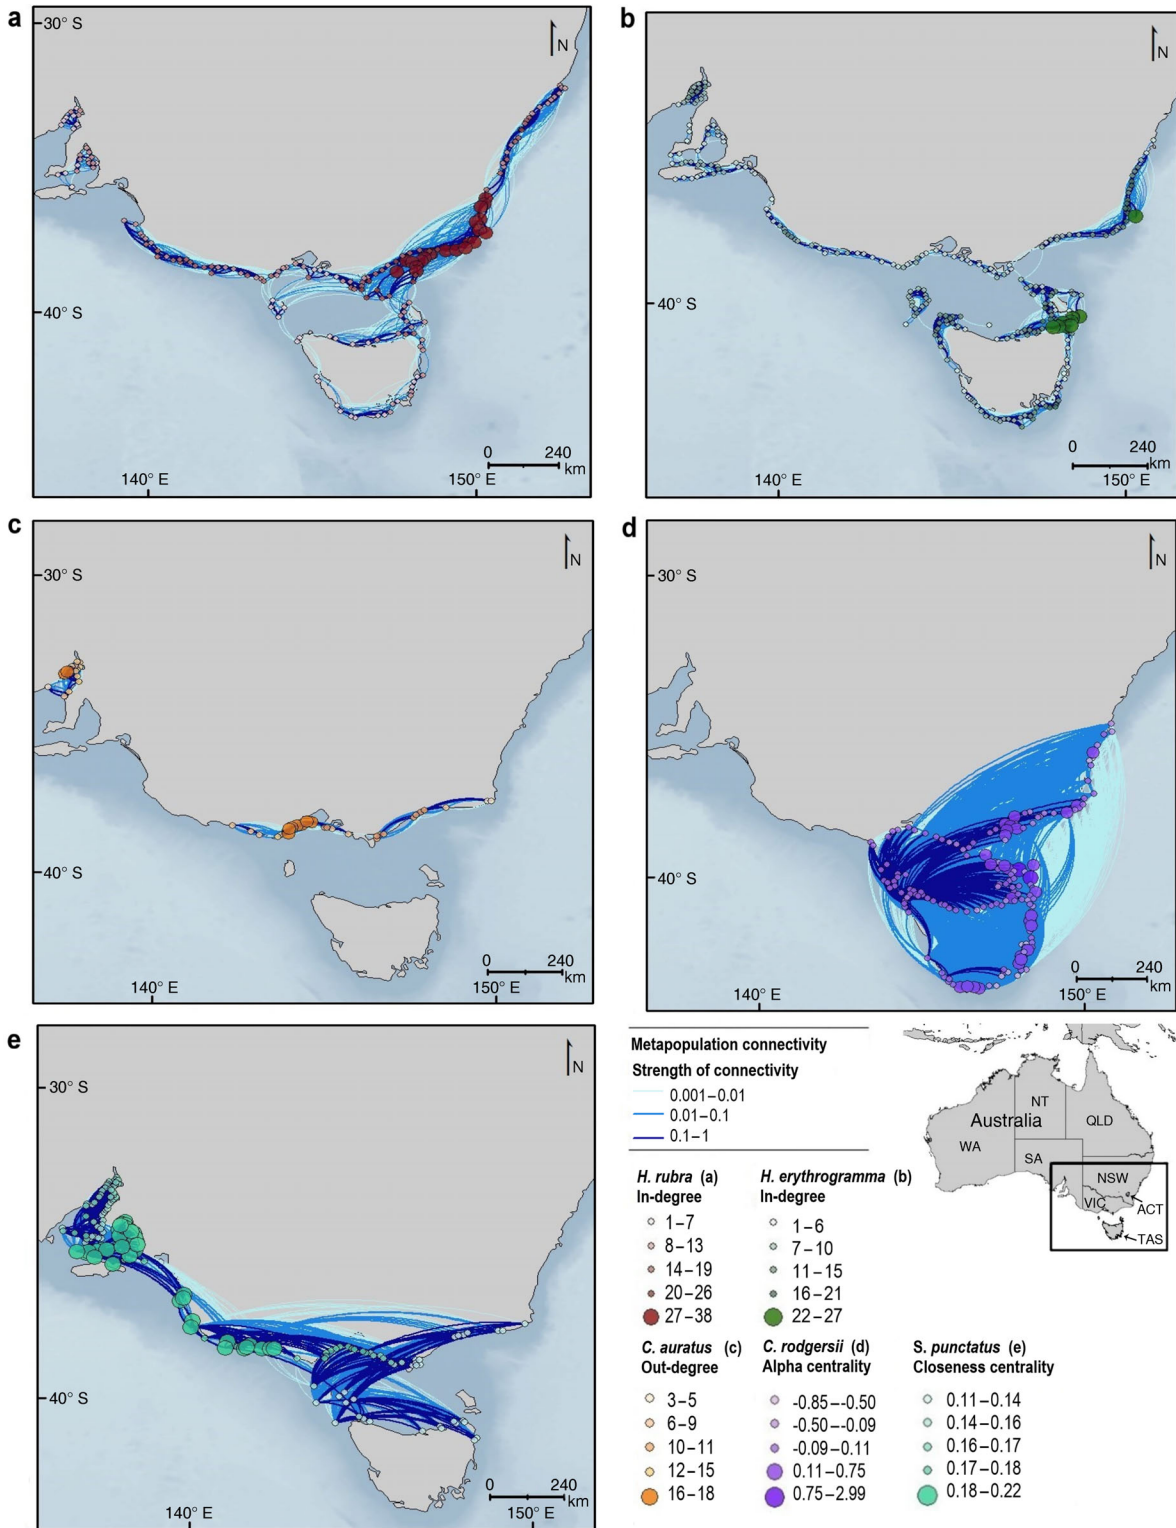 a
30° S
N
40° S
0 240
km
140° E
150° E
b
30° S
N
40° S
0 240
km
140° E
150° E
c
30° S
N
40° S
0 240
km
140° E
150° E
d
30° S
N
40° S
0 240
km
140° E
150° E
e
30° S
N
40° S
0 240
km
140° E
150° E
Metapopulation connectivity
Strength of connectivity
0.001–0.01
0.01–0.1
0.1–1
NT
Australia
QLD
WA
SA
NSW
VIC
ACT
TAS
H. rubra (a)
In-degree
1–7
8–13
14–19
20–26
27–38
H. erythrogramma (b)
In-degree
1–6
7–10
11–15
16–21
22–27
C. auratus (c)
Out-degree
3–5
6–9
10–11
12–15
16–18
C. rodgersii (d)
Alpha centrality
-0.85–-0.50
-0.50–-0.09
-0.09–0.11
0.11–0.75
0.75–2.99
S. punctatus (e)
Closeness centrality
0.11–0.14
0.14–0.16
0.16–0.17
0.17–0.18
0.18–0.22